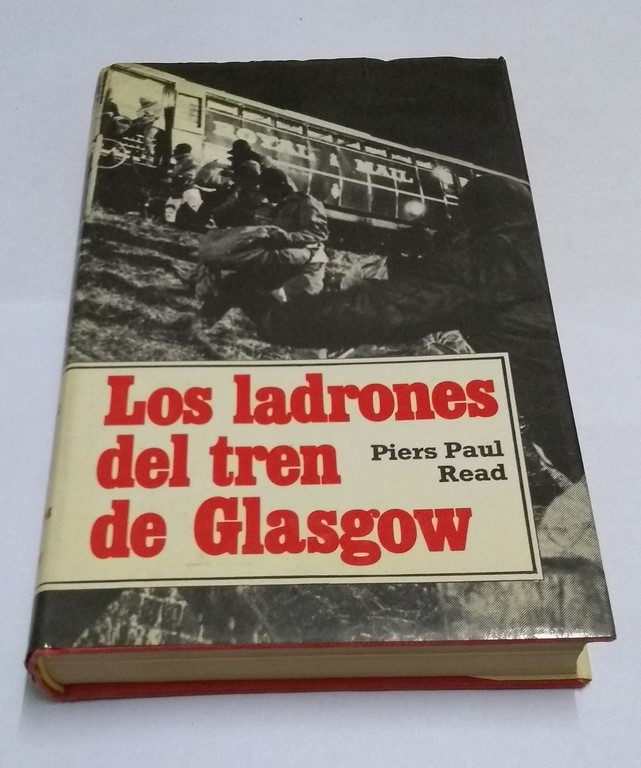 ROYAL MAIL
Los ladrones
del tren
de Glasgow
Piers Paul
Read